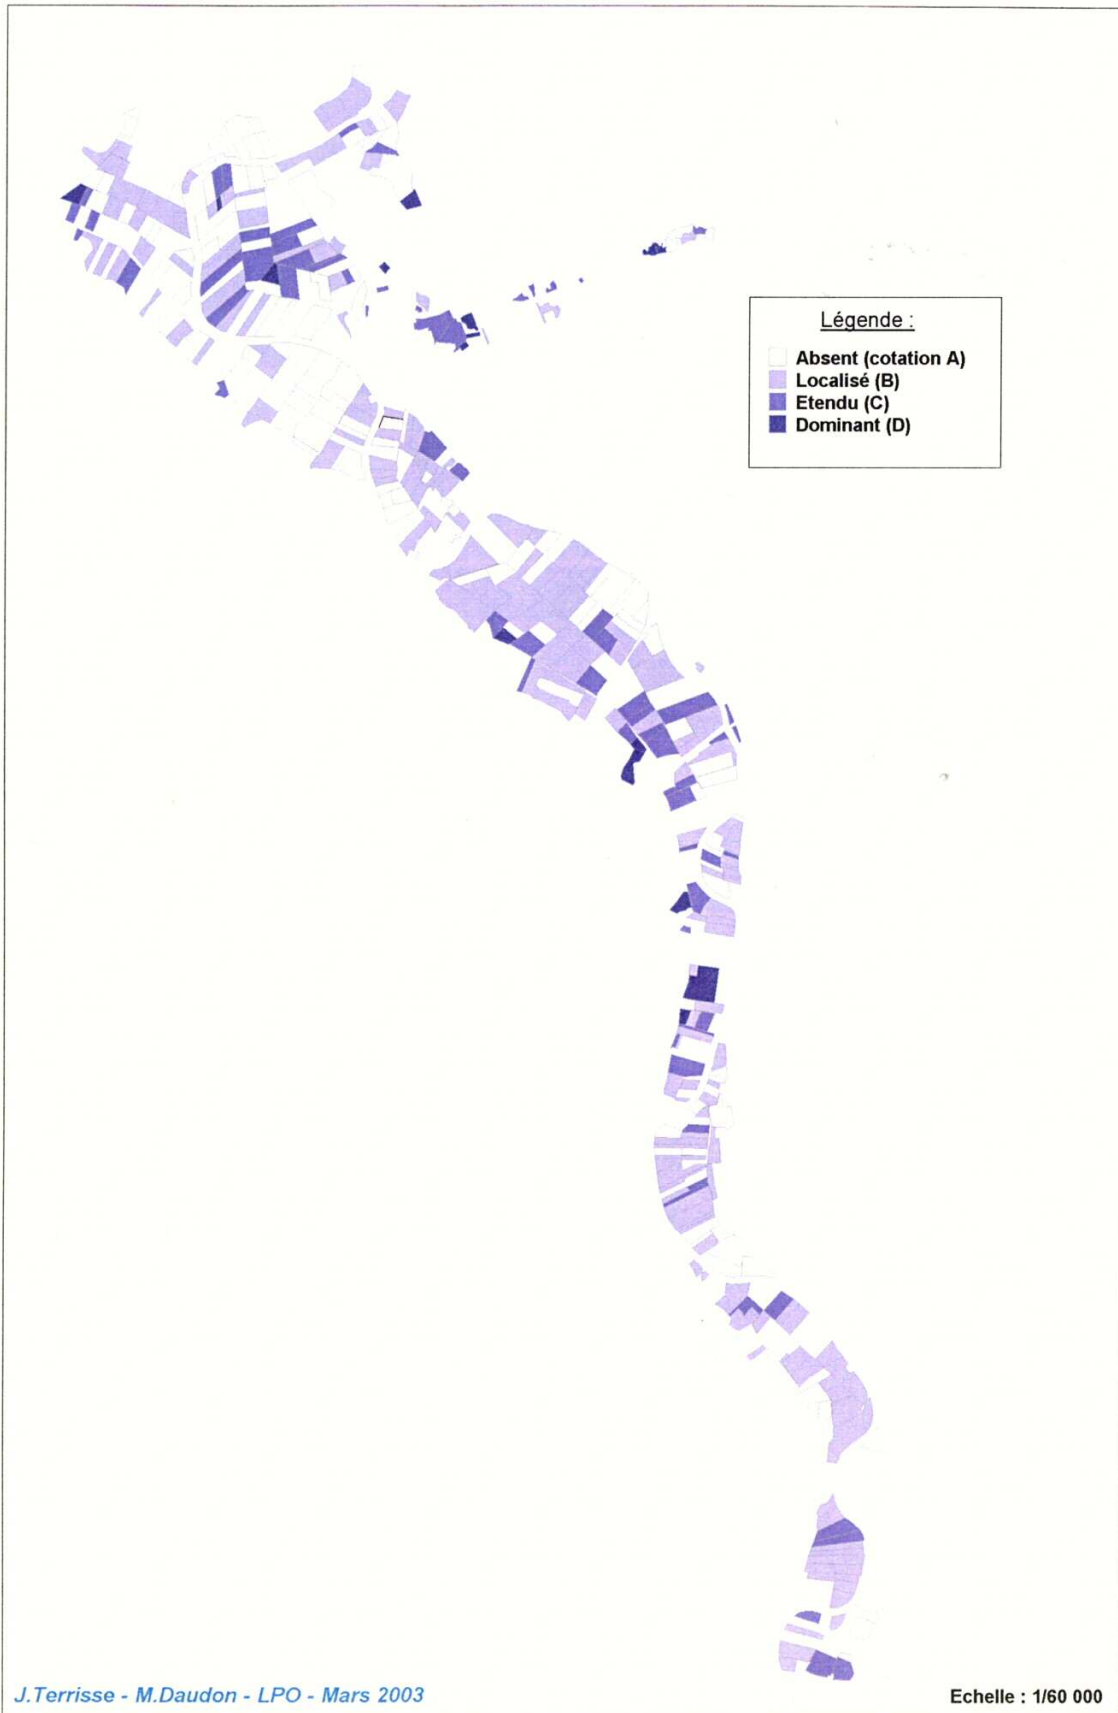 Légende :
Absent (cotation A)
Localisé (B)
Etendu (C)
Dominant (D)
J.Terrisse - M.Daudon - LPO - Mars 2003
Echelle : 1/60 000